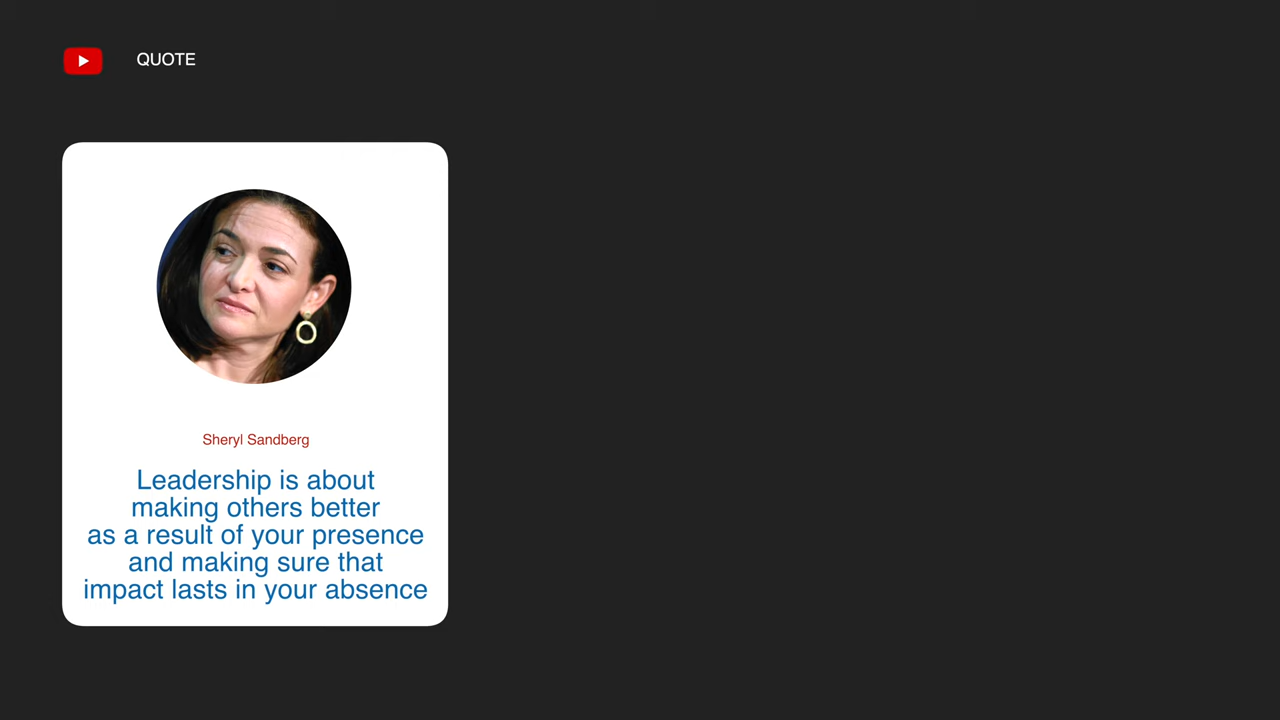 QUOTE
Sheryl Sandberg
Leadership is about
making others better
as a result of your presence
and making sure that
impact lasts in your absence